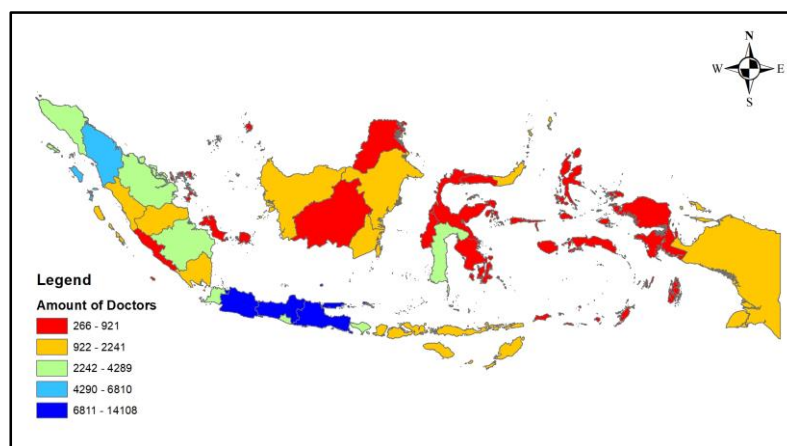 N
W E
S
Legend
Amount of Doctors
266 - 921
922 - 2241
2242 - 4289
4290 - 6810
6811 - 14108